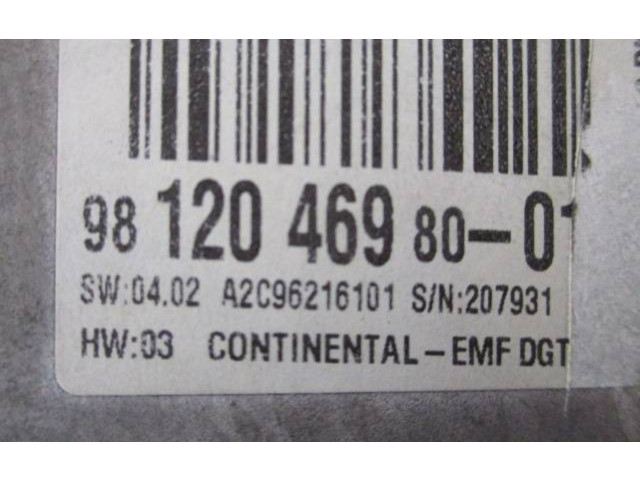 98 120 469 80-01
SW:04.02 A2C96216101 S/N:207931
HW:03 CONTINENTAL-EMF DGT